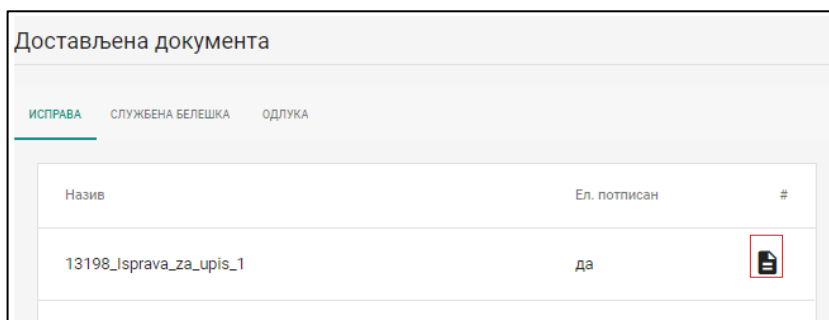 Достављена документа
ИСПРАВА СЛУЖБЕНА БЕЛЕШКА ОДЛУКА
Назив Ел. потписан #
13198_Isprava_za_upis_1 да